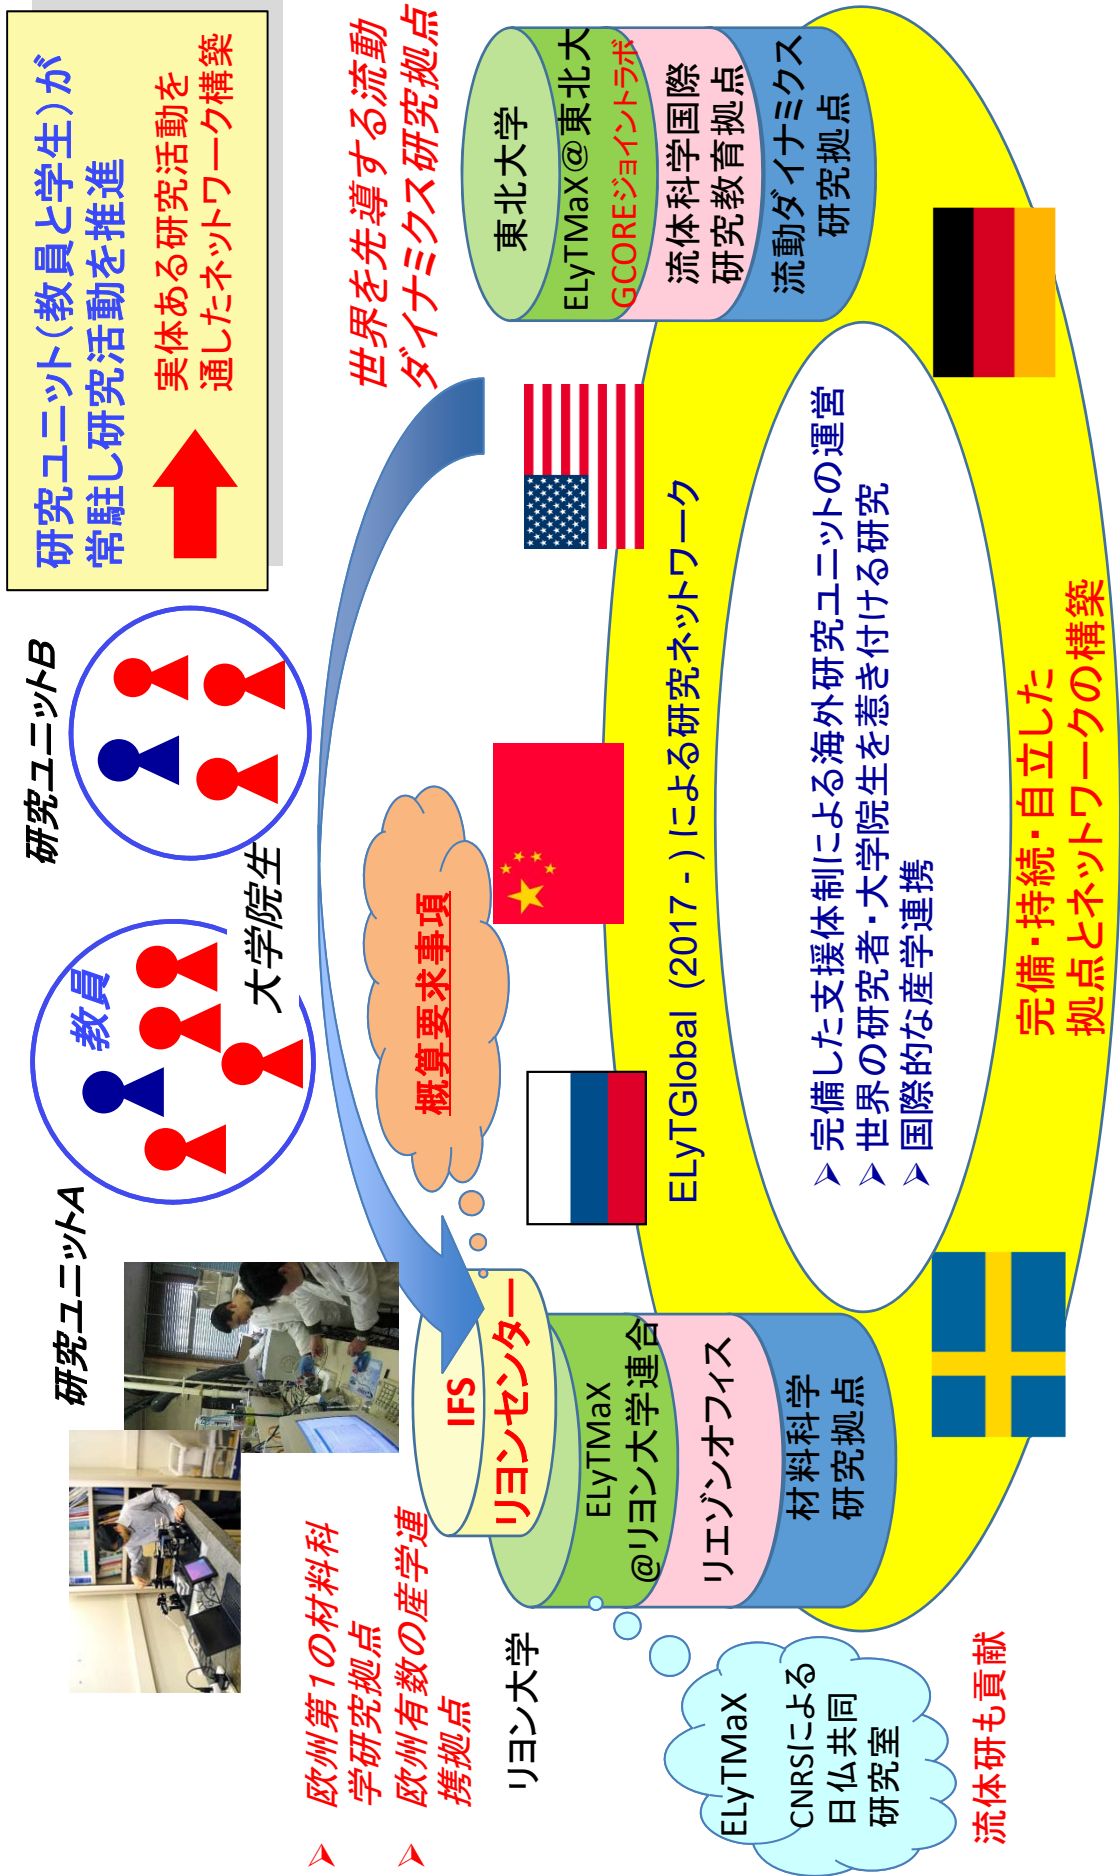 研究ユニット(教員と学生)が
常駐し研究活動を推進
実体ある研究活動を
通したネットワーク構築
研究ユニットA
教員
研究ユニットB
大学院生
➢ 欧州第1の材料科
学研究拠点
➢ 欧州有数の産学連
携拠点
世界を先導する流動
ダイナミクス研究拠点
概算要求事項
リヨン大学
IFS
リヨンセンター
ELyTMaX
@リヨン大学連合
リエゾンオフィス
材料科学
研究拠点
東北大学
ELyTMaX@東北大
GCOREジョイントラボ
流体科学国際
研究教育拠点
流動ダイナミクス
研究拠点
ELyTGlobal (2017 - ) による研究ネットワーク
➢ 完備した支援体制による海外研究ユニットの運営
➢ 世界の研究者・大学院生を惹き付ける研究
➢ 国際的な産学連携
ELyTMaX
CNRSによる
日仏共同
研究室
流体研も貢献
完備・持続・自立した
拠点とネットワークの構築